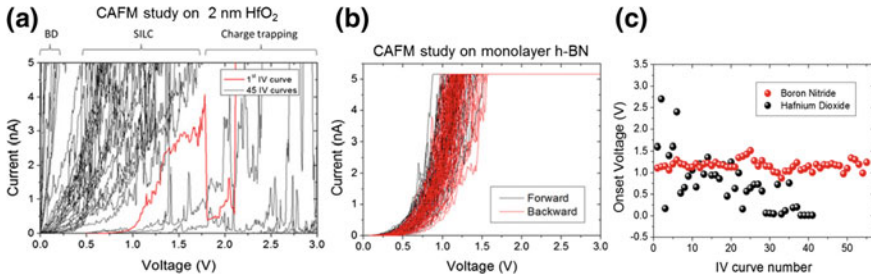 (a)
CAFM study on 2 nm HfO₂
BD
SILC
Charge trapping
1st IV curve
45 IV curves
Current (nA)
5
4
3
2
1
0
0.0 0.5 1.0 1.5 2.0 2.5 3.0
Voltage (V)
(b)
CAFM study on monolayer h-BN
Forward
Backward
Current (nA)
5
4
3
2
1
0
0.0 0.5 1.0 1.5 2.0 2.5 3.0
Voltage (V)
(c)
Boron Nitride
Hafnium Dioxide
Onset Voltage (V)
3.5
3.0
2.5
2.0
1.5
1.0
0.5
0.0
0 10 20 30 40 50
IV curve number